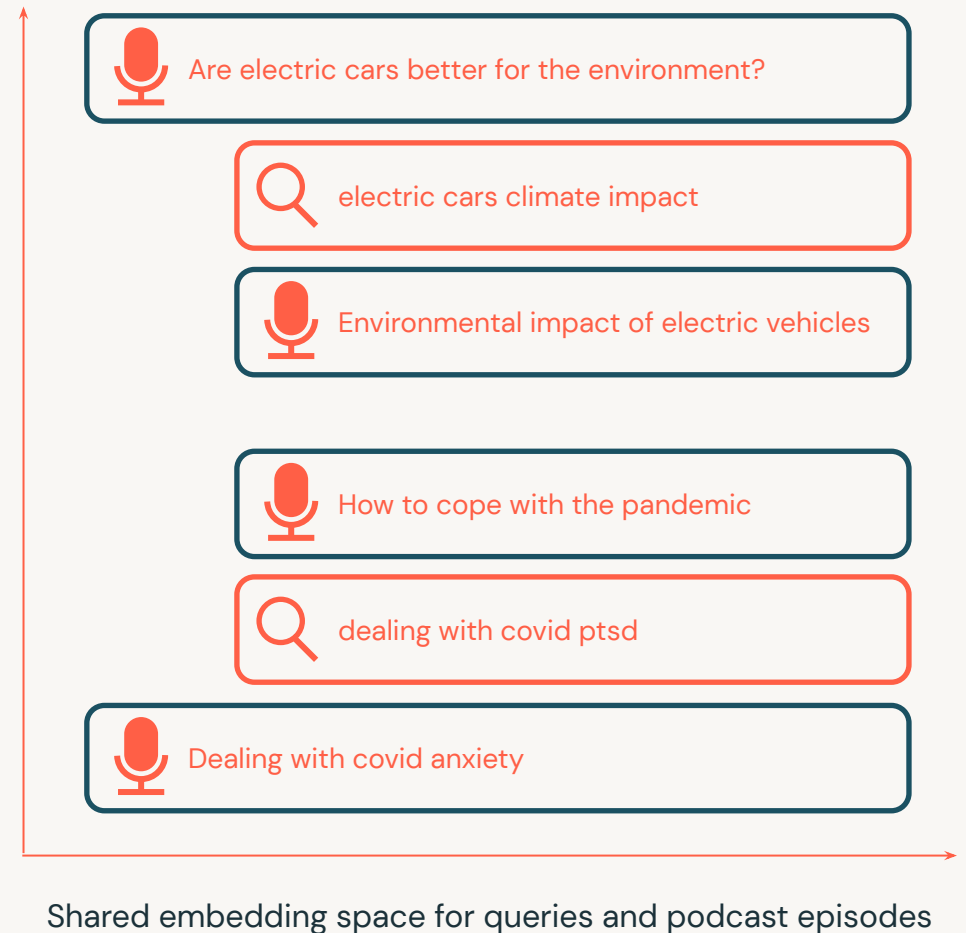 Are electric cars better for the environment?
electric cars climate impact
Environmental impact of electric vehicles
How to cope with the pandemic
dealing with covid ptsd
Dealing with covid anxiety
Shared embedding space for queries and podcast episodes